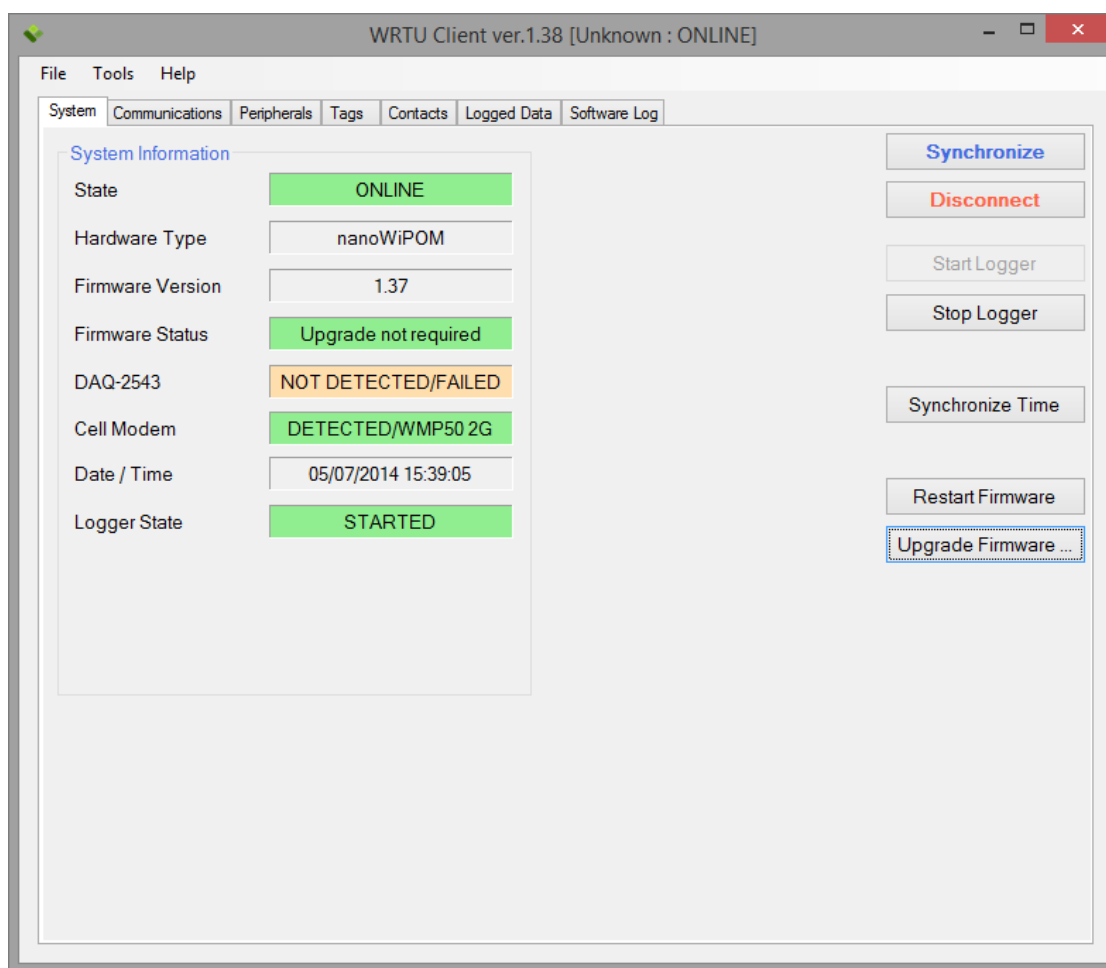 WRTU Client ver.1.38 [Unknown : ONLINE]
File Tools Help
System Communications Peripherals Tags Contacts Logged Data Software Log
System Information
State ONLINE
Hardware Type nanoWiPOM
Firmware Version 1.37
Firmware Status Upgrade not required
DAQ-2543 NOT DETECTED/FAILED
Cell Modem DETECTED/WMP50 2G
Date / Time 05/07/2014 15:39:05
Logger State STARTED
Synchronize
Disconnect
Start Logger
Stop Logger
Synchronize Time
Restart Firmware
Upgrade Firmware ...